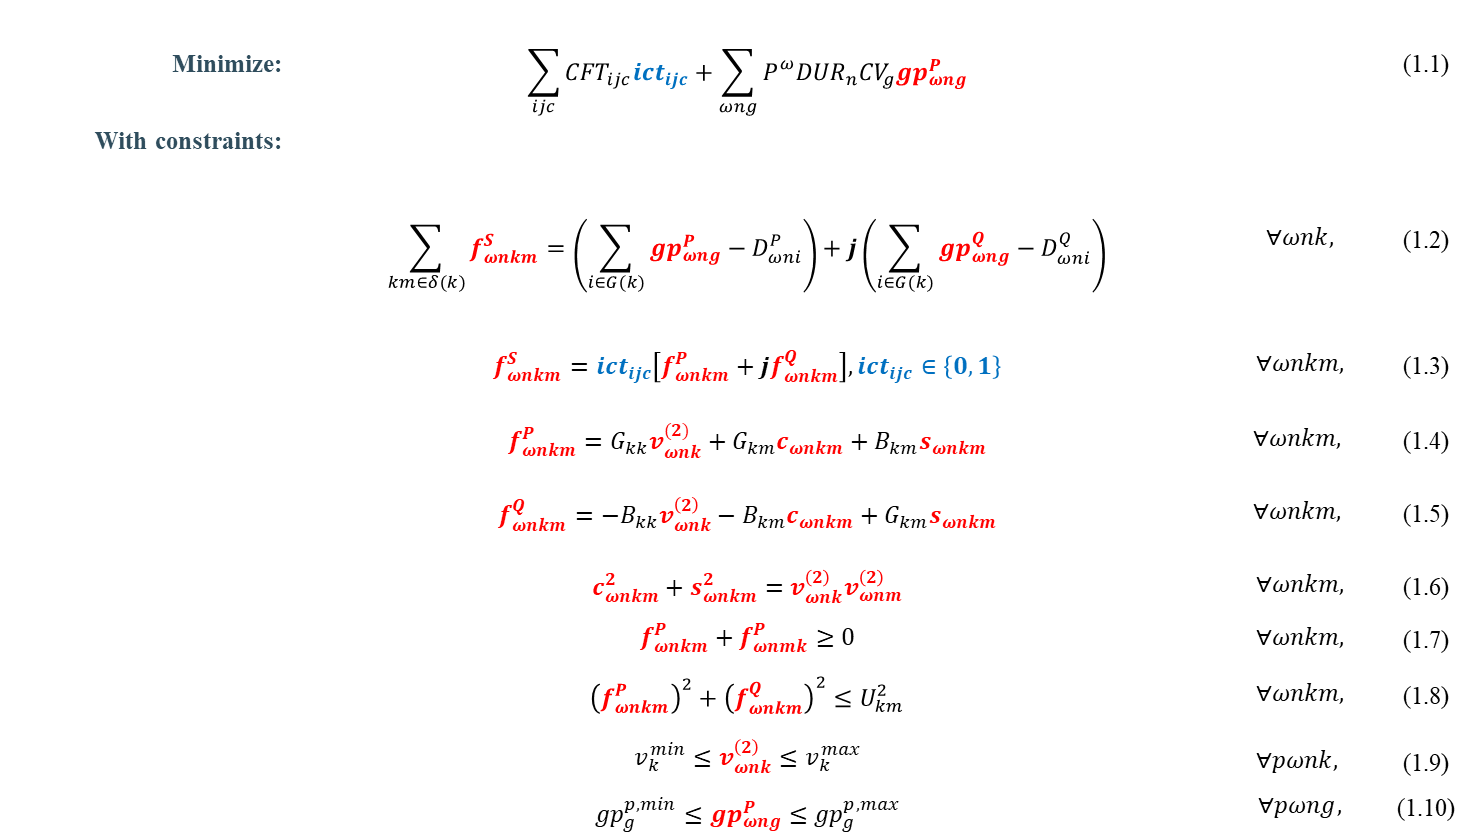 Minimize: ∑_{ijc} CFT_{ijc} ict_{ijc} + ∑_{ωng} P^ω DUR_n CV_g gp^P_{ωng} (1.1)
With constraints:
∑_{km∈δ(k)} f^S_{ωnkm} = (∑_{i∈G(k)} gp^P_{ωng} − D^P_{ωni}) + j(∑_{i∈G(k)} gp^Q_{ωng} − D^Q_{ωni}) ∀ωnk, (1.2)
f^S_{ωnkm} = ict_{ijc}[f^P_{ωnkm} + jf^Q_{ωnkm}], ict_{ijc} ∈ {0, 1} ∀ωnkm, (1.3)
f^P_{ωnkm} = G_{kk} v^{(2)}_{ωnk} + G_{km} c_{ωnkm} + B_{km} s_{ωnkm} ∀ωnkm, (1.4)
f^Q_{ωnkm} = −B_{kk} v^{(2)}_{ωnk} − B_{km} c_{ωnkm} + G_{km} s_{ωnkm} ∀ωnkm, (1.5)
c^2_{ωnkm} + s^2_{ωnkm} = v^{(2)}_{ωnk} v^{(2)}_{ωnm} ∀ωnkm, (1.6)
f^P_{ωnkm} + f^P_{ωnmk} ≥ 0 ∀ωnkm, (1.7)
(f^P_{ωnkm})^2 + (f^Q_{ωnkm})^2 ≤ U^2_{km} ∀ωnkm, (1.8)
v^{min}_k ≤ v^{(2)}_{ωnk} ≤ v^{max}_k ∀pωnk, (1.9)
gp^{p,min}_g ≤ gp^P_{ωng} ≤ gp^{p,max}_g ∀pωng, (1.10)